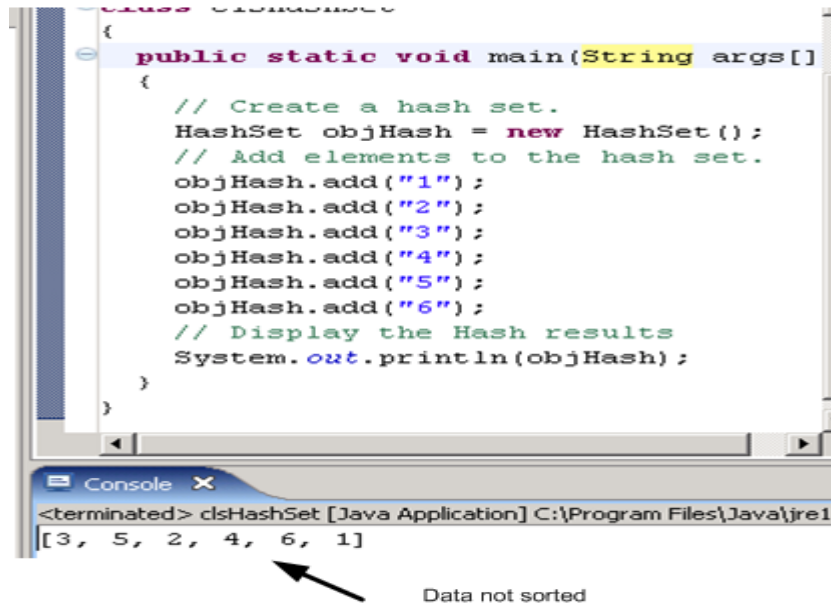 class clsHashSet
{
public static void main(String args[]
{
// Create a hash set.
HashSet objHash = new HashSet();
// Add elements to the hash set.
objHash.add("1");
objHash.add("2");
objHash.add("3");
objHash.add("4");
objHash.add("5");
objHash.add("6");
// Display the Hash results
System.out.println(objHash);
}
}
Console
<terminated> clsHashSet [Java Application] C:\Program Files\Java\jre1
[3, 5, 2, 4, 6, 1]
Data not sorted